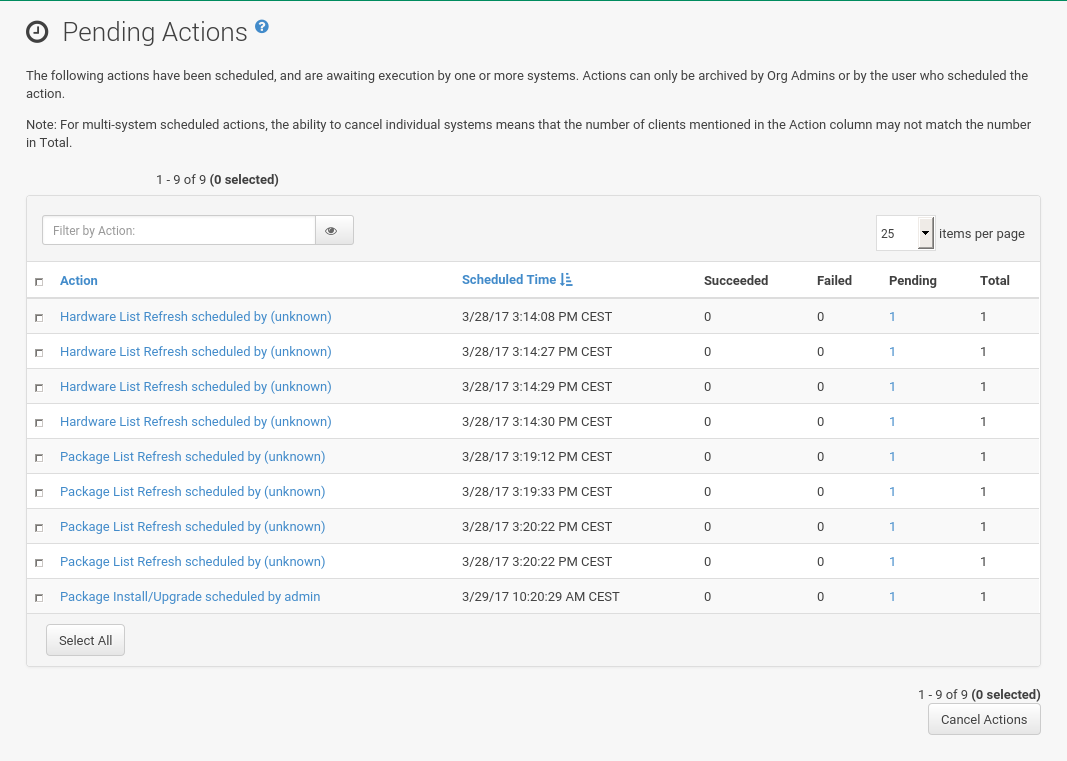 Pending Actions ?
The following actions have been scheduled, and are awaiting execution by one or more systems. Actions can only be archived by Org Admins or by the user who scheduled the
action.
Note: For multi-system scheduled actions, the ability to cancel individual systems means that the number of clients mentioned in the Action column may not match the number
in Total.
1 - 9 of 9 (0 selected)
Filter by Action: 25 items per page
Action Scheduled Time Succeeded Failed Pending Total
Hardware List Refresh scheduled by (unknown) 3/28/17 3:14:08 PM CEST 0 0 1 1
Hardware List Refresh scheduled by (unknown) 3/28/17 3:14:27 PM CEST 0 0 1 1
Hardware List Refresh scheduled by (unknown) 3/28/17 3:14:29 PM CEST 0 0 1 1
Hardware List Refresh scheduled by (unknown) 3/28/17 3:14:30 PM CEST 0 0 1 1
Package List Refresh scheduled by (unknown) 3/28/17 3:19:12 PM CEST 0 0 1 1
Package List Refresh scheduled by (unknown) 3/28/17 3:19:33 PM CEST 0 0 1 1
Package List Refresh scheduled by (unknown) 3/28/17 3:20:22 PM CEST 0 0 1 1
Package List Refresh scheduled by (unknown) 3/28/17 3:20:22 PM CEST 0 0 1 1
Package Install/Upgrade scheduled by admin 3/29/17 10:20:29 AM CEST 0 0 1 1
Select All
1 - 9 of 9 (0 selected)
Cancel Actions